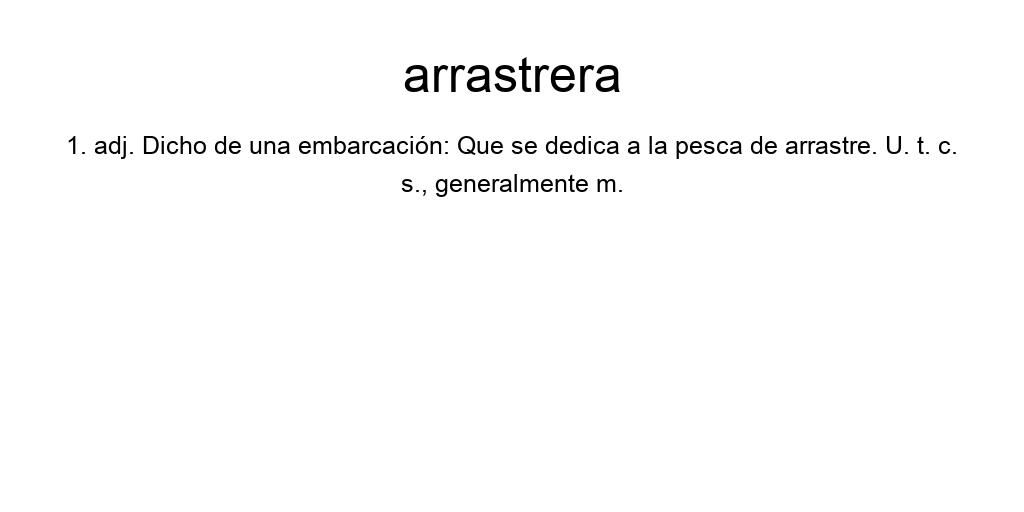 arrastrera
1. adj. Dicho de una embarcación: Que se dedica a la pesca de arrastre. U. t. c.
s., generalmente m.